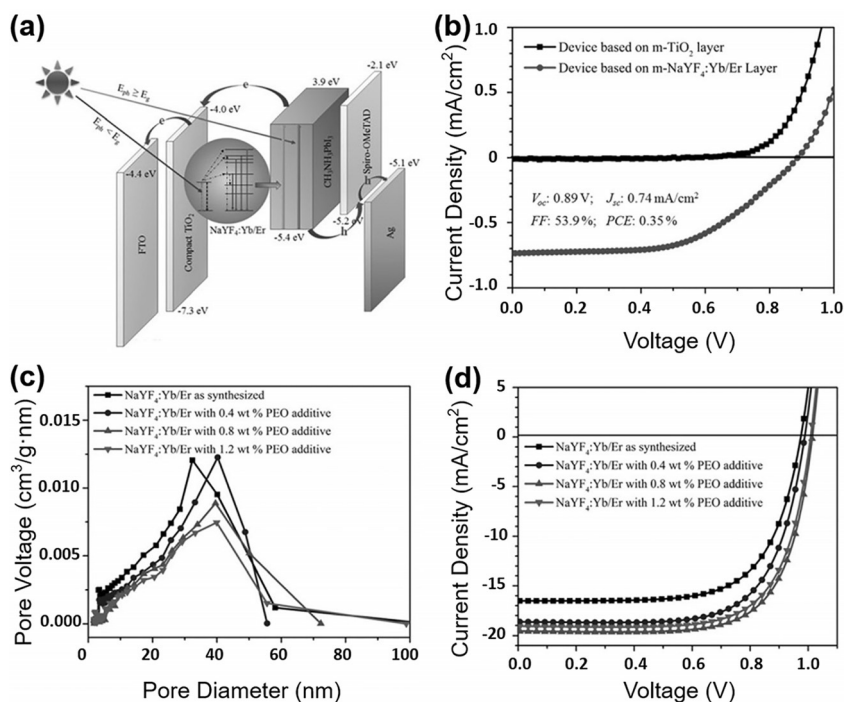 (a)
E_ph ≥ E_g
E_ph < E_g
e
e
-4.0 eV
3.9 eV
-2.1 eV
-4.4 eV
-5.1 eV
FTO
Compact TiO2
NaYF4:Yb/Er
CH3NH3PbI3
Spiro-OMeTAD
h
-5.2 eV
h
Ag
-5.4 eV
-7.3 eV
(b)
Current Density (mA/cm²)
1.0
0.5
0
-0.5
-1.0
Device based on m-TiO2 layer
Device based on m-NaYF4:Yb/Er Layer
Voc: 0.89 V; Jsc: 0.74 mA/cm²
FF: 53.9%; PCE: 0.35%
0.0 0.2 0.4 0.6 0.8 1.0
Voltage (V)
(c)
Pore Voltage (cm³/g·nm)
0.015
0.010
0.005
0.000
NaYF4:Yb/Er as synthesized
NaYF4:Yb/Er with 0.4 wt % PEO additive
NaYF4:Yb/Er with 0.8 wt % PEO additive
NaYF4:Yb/Er with 1.2 wt % PEO additive
0 20 40 60 80 100
Pore Diameter (nm)
(d)
Current Density (mA/cm²)
5
0
-5
-10
-15
-20
NaYF4:Yb/Er as synthesized
NaYF4:Yb/Er with 0.4 wt % PEO additive
NaYF4:Yb/Er with 0.8 wt % PEO additive
NaYF4:Yb/Er with 1.2 wt % PEO additive
0.0 0.2 0.4 0.6 0.8 1.0
Voltage (V)